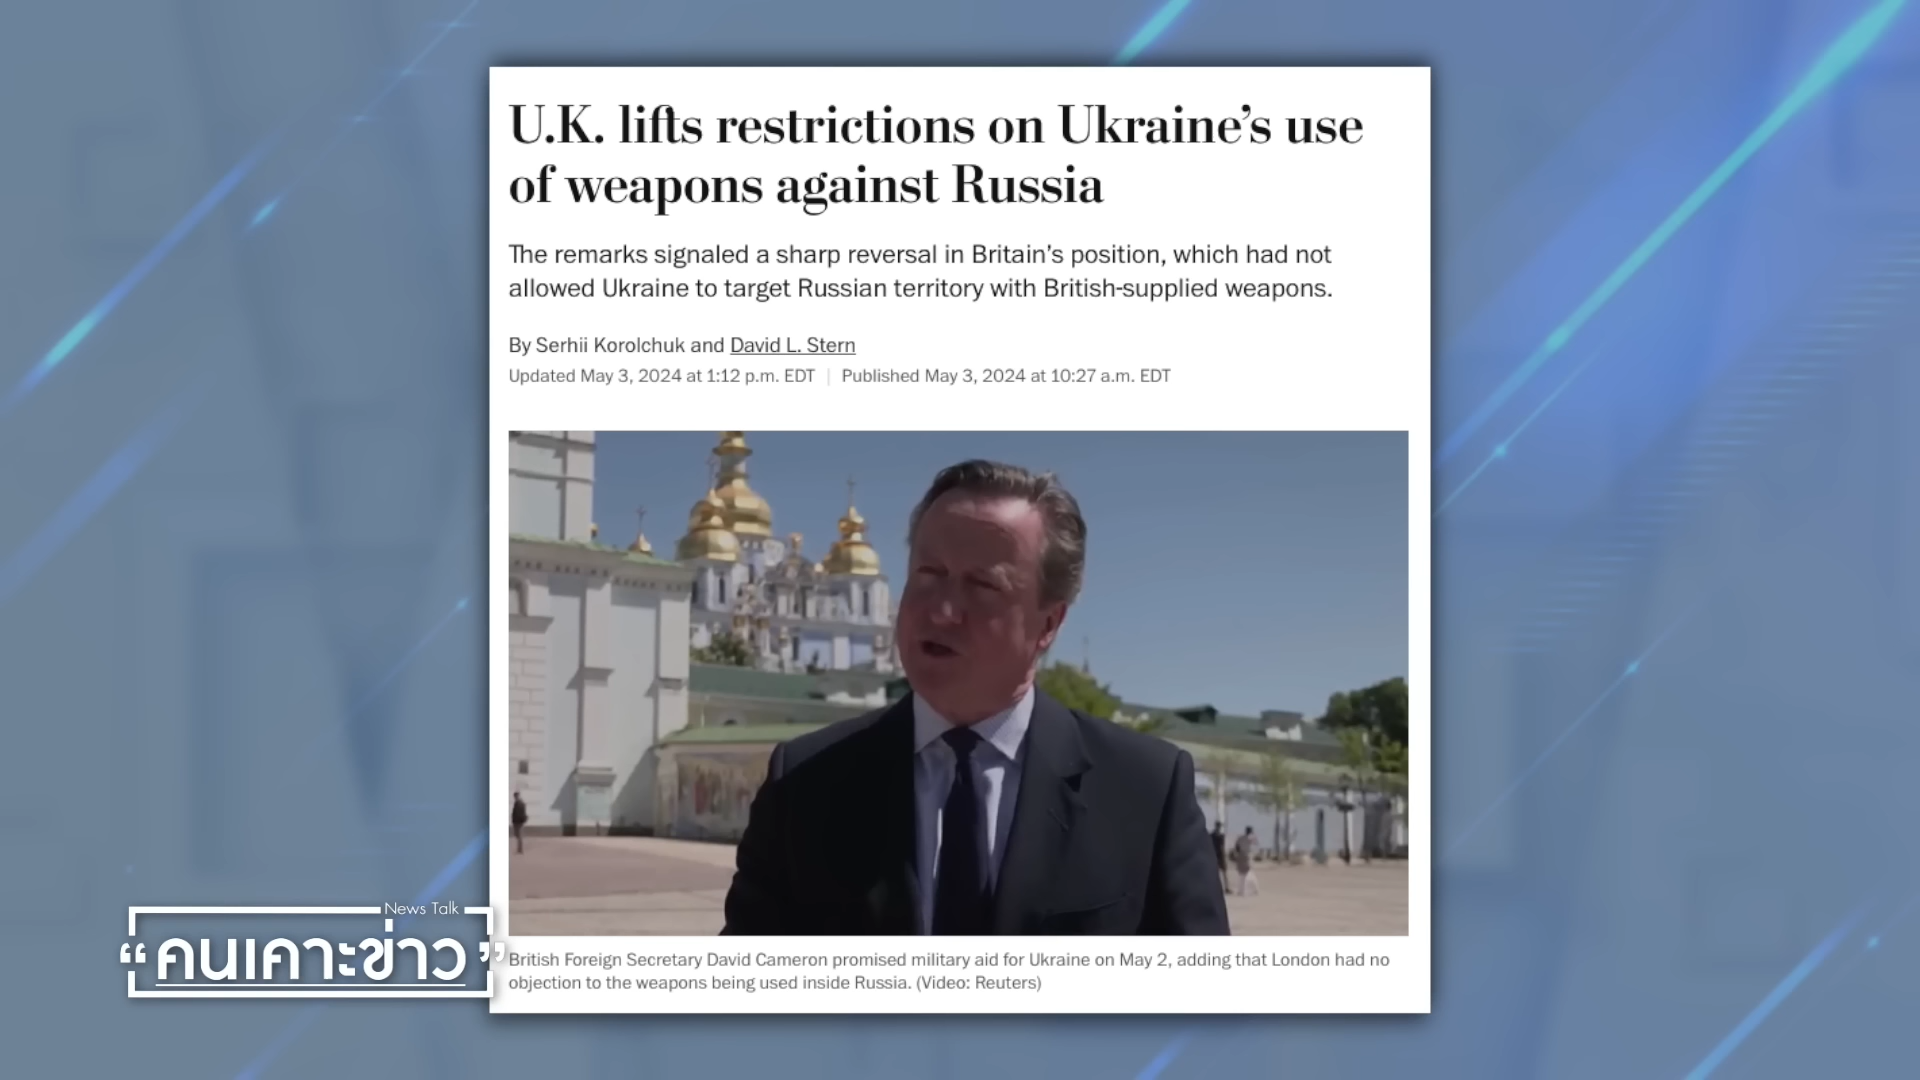 U.K. lifts restrictions on Ukraine’s use
of weapons against Russia
The remarks signaled a sharp reversal in Britain’s position, which had not
allowed Ukraine to target Russian territory with British-supplied weapons.
By Serhii Korolchuk and David L. Stern
Updated May 3, 2024 at 1:12 p.m. EDT | Published May 3, 2024 at 10:27 a.m. EDT
British Foreign Secretary David Cameron promised military aid for Ukraine on May 2, adding that London had no
objection to the weapons being used inside Russia. (Video: Reuters)
News Talk
“คนเคาะข่าว”